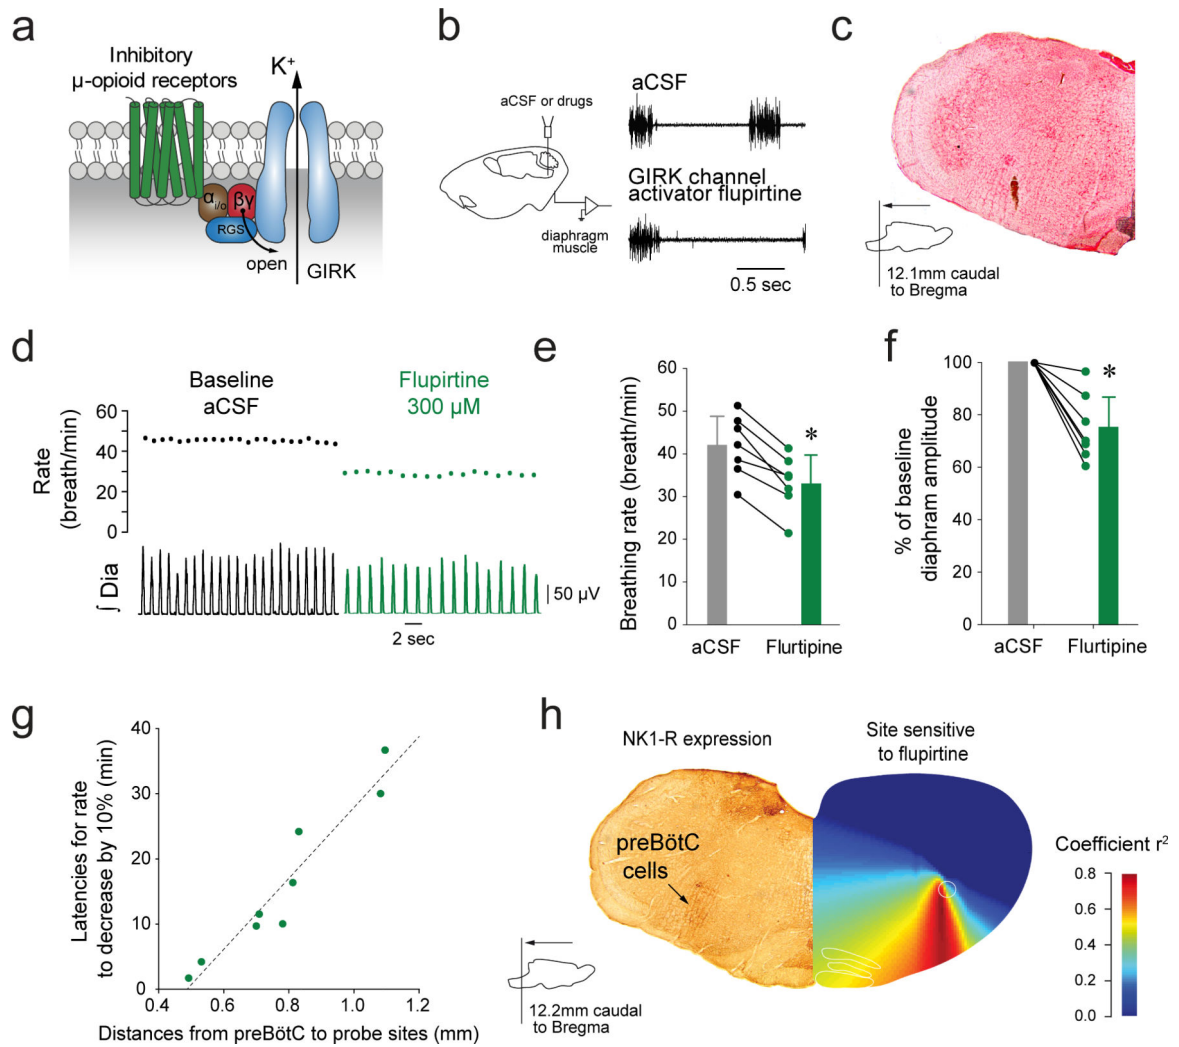 a
Inhibitory
μ-opioid receptors
K+
αi/o
βγ
RGS
open
GIRK
b
aCSF or drugs
diaphragm
muscle
aCSF
GIRK channel
activator flupirtine
0.5 sec
c
12.1mm caudal
to Bregma
d
Baseline
aCSF
Flupirtine
300 µM
Rate
(breath/min)
60
40
20
0
∫ Dia
50 µV
2 sec
e
Breathing rate (breath/min)
60
50
40
30
20
10
0
*
aCSF
Flurtipine
f
% of baseline
diaphram amplitude
100
80
60
40
20
0
*
aCSF
Flurtipine
g
Latencies for rate
to decrease by 10% (min)
40
30
20
10
0
0.4
0.6
0.8
1.0
1.2
Distances from preBötC to probe sites (mm)
h
NK1-R expression
Site sensitive
to flupirtine
preBötC
cells
12.2mm caudal
to Bregma
Coefficient r²
0.8
0.6
0.4
0.2
0.0